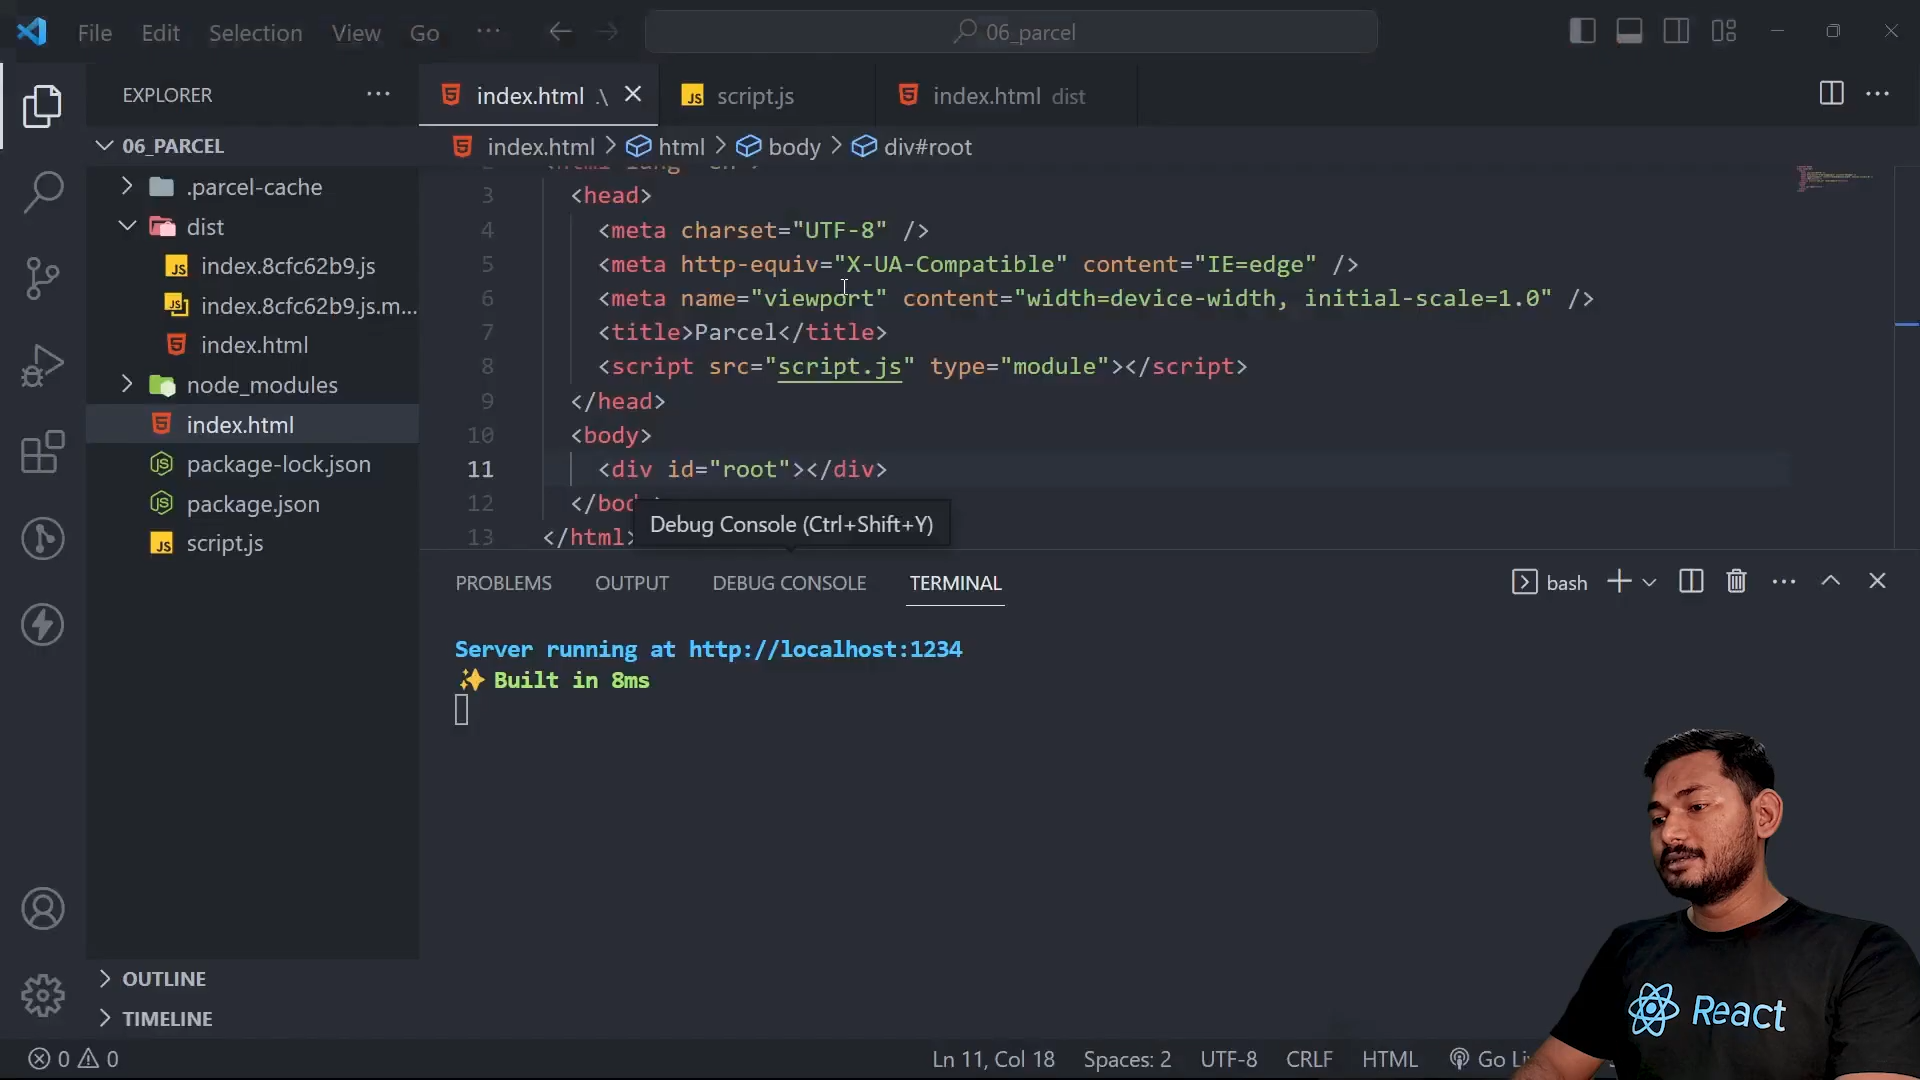 File Edit Selection View Go ··· 06_parcel
EXPLORER ···
index.html .\ script.js index.html dist
06_PARCEL
index.html > html > body > div#root
.parcel-cache
dist
index.8cfc62b9.js
index.8cfc62b9.js.m...
index.html
node_modules
index.html
package-lock.json
package.json
script.js
OUTLINE
TIMELINE
3 <head>
4 <meta charset="UTF-8" />
5 <meta http-equiv="X-UA-Compatible" content="IE=edge" />
6 <meta name="viewport" content="width=device-width, initial-scale=1.0" />
7 <title>Parcel</title>
8 <script src="script.js" type="module"></script>
9 </head>
10 <body>
11 <div id="root"></div>
12 </bod
13 </html>
Debug Console (Ctrl+Shift+Y)
PROBLEMS OUTPUT DEBUG CONSOLE TERMINAL bash
Server running at http://localhost:1234
✨ Built in 8ms
React
0 0 Ln 11, Col 18 Spaces: 2 UTF-8 CRLF HTML Go Li